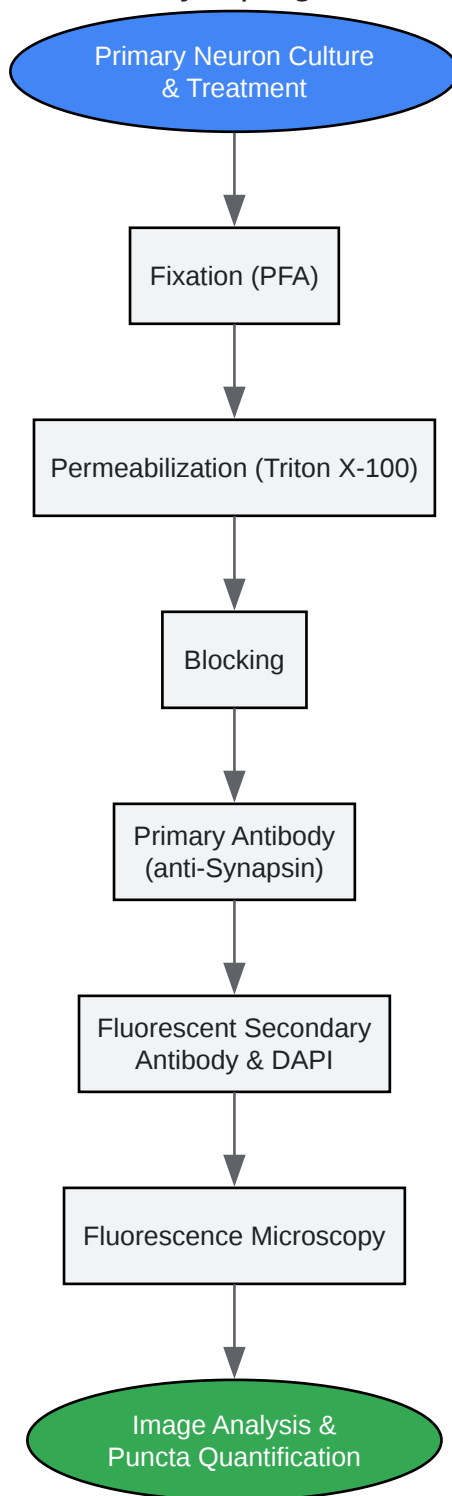 Primary Neuron Culture
& Treatment
Fixation (PFA)
Permeabilization (Triton X-100)
Blocking
Primary Antibody
(anti-Synapsin)
Fluorescent Secondary
Antibody & DAPI
Fluorescence Microscopy
Image Analysis &
Puncta Quantification